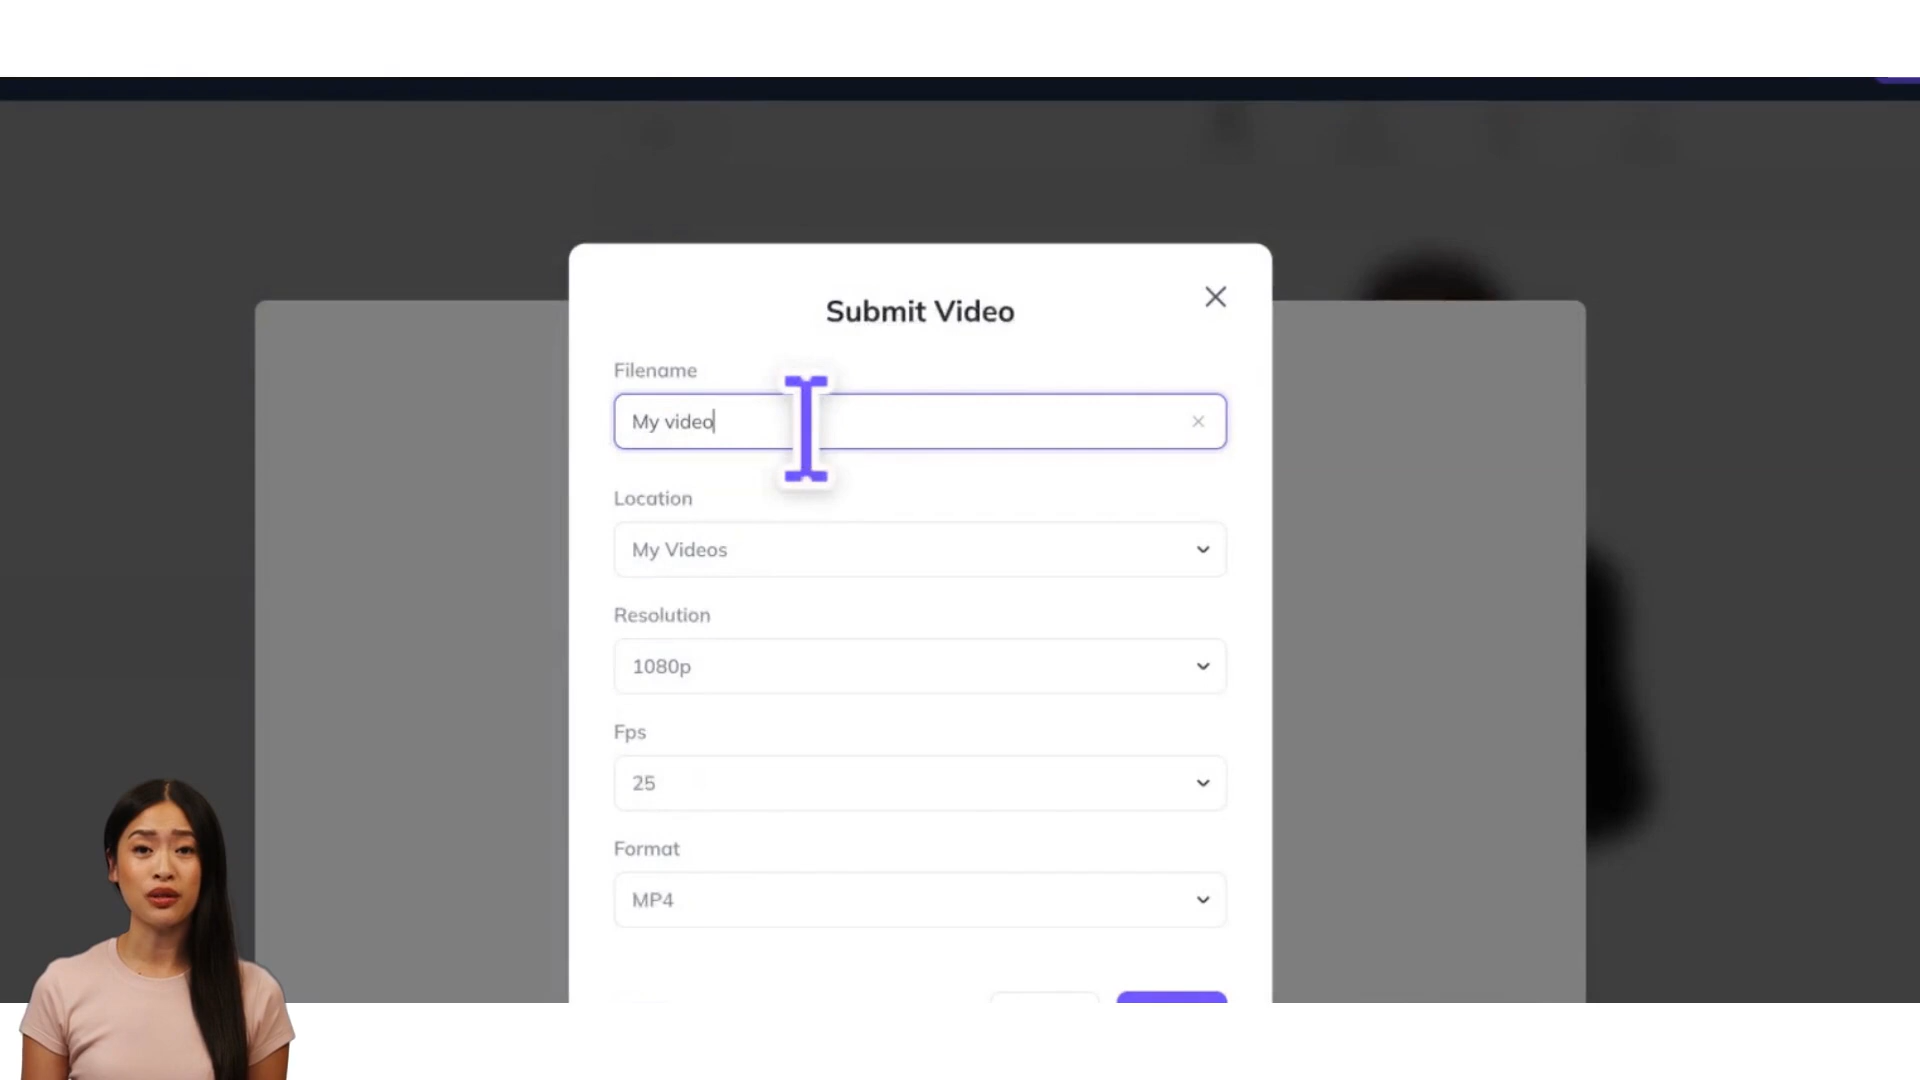 Submit Video
Filename
My video
Location
My Videos
Resolution
1080p
Fps
25
Format
MP4